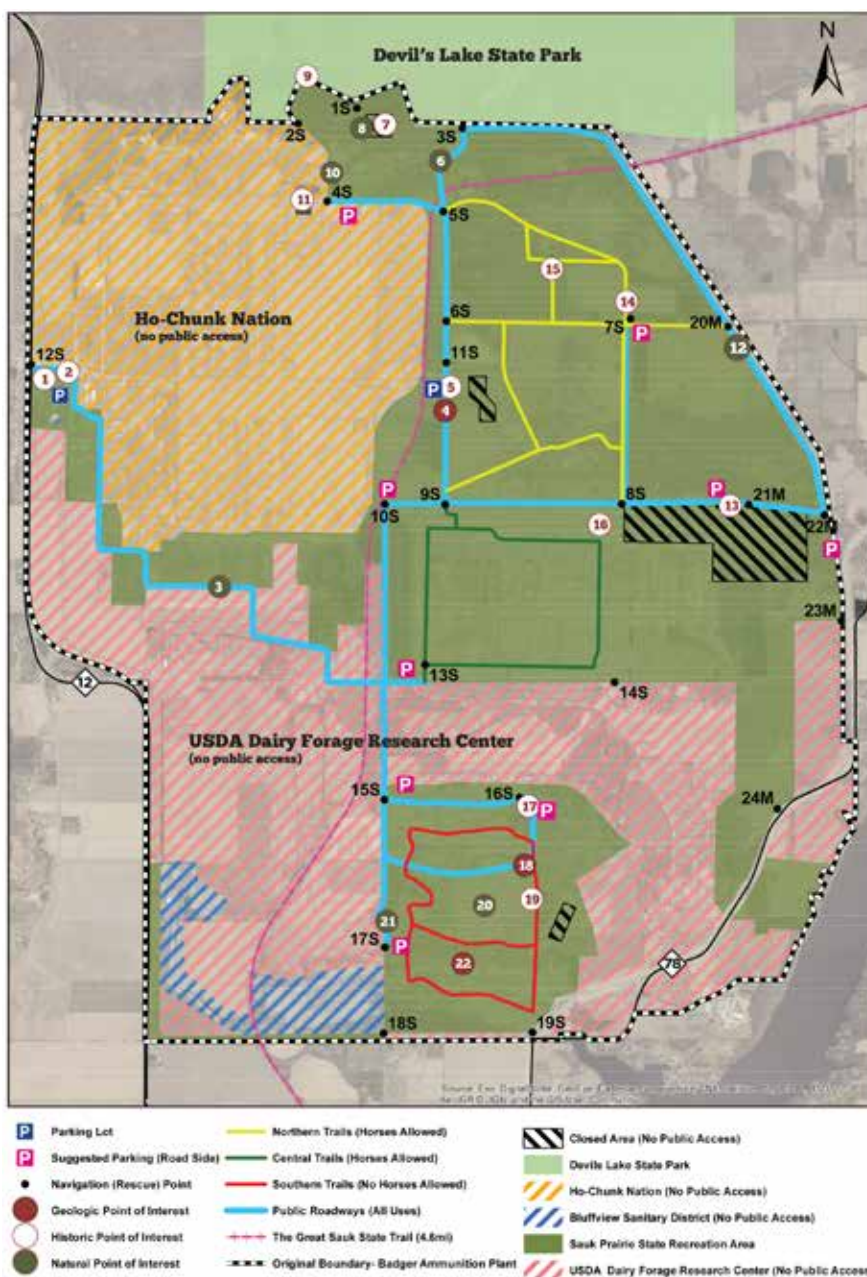 Devil's Lake State Park
N
9
1S
7
8
2S
3S
6
10
4S
11
P
5S
15
14
Ho-Chunk Nation
(no public access)
6S
7S
P
20M
12
11S
12S
1
2
P
P
5
4
P
9S
8S
P
13
21M
10S
16
22M
P
3
23M
P
13S
14S
12
USDA Dairy Forage Research Center
(no public access)
15S
P
16S
17
P
24M
18
19
20
21
17S
P
22
78
18S
19S
P Parking Lot
P Suggested Parking (Road Side)
Navigation (Rescue) Point
Geologic Point of Interest
Historic Point of Interest
Natural Point of Interest
Northern Trails (Horses Allowed)
Central Trails (Horses Allowed)
Southern Trails (No Horses Allowed)
Public Roadways (All Uses)
The Great Sauk State Trail (4.8mi)
Original Boundary- Badger Ammunition Plant
Closed Area (No Public Access)
Devils Lake State Park
Ho-Chunk Nation (No Public Access)
Bluffview Sanitary District (No Public Access)
Sauk Prairie State Recreation Area
USDA Dairy Forage Research Center (No Public Access)